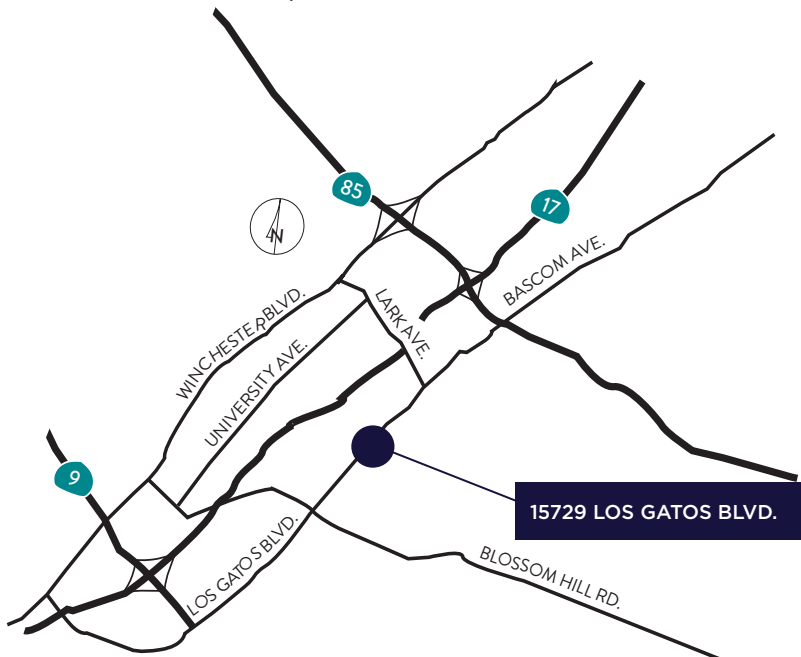 85
17
N
BASCOM AVE.
LARK AVE.
WINCHESTER BLVD.
UNIVERSITY AVE.
9
15729 LOS GATOS BLVD.
LOS GATOS BLVD.
BLOSSOM HILL RD.